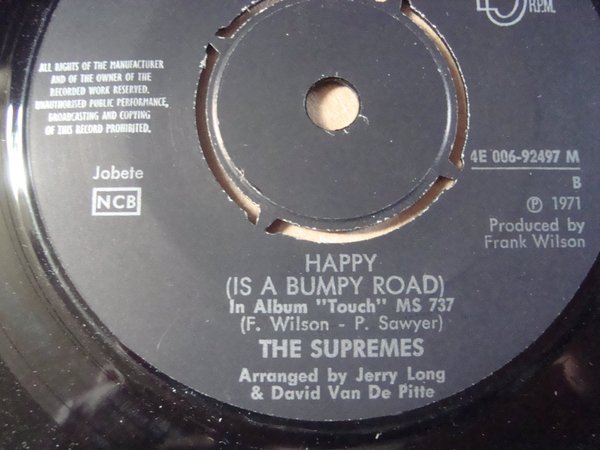 R.P.M.
ALL RIGHTS OF THE MANUFACTURER
AND OF THE OWNER OF THE
RECORDED WORK RESERVED.
UNAUTHORISED PUBLIC PERFORMANCE,
BROADCASTING AND COPYING
OF THIS RECORD PROHIBITED.
4E 006-92497 M
B
Ⓟ 1971
Produced by
Frank Wilson
Jobete
NCB
HAPPY
(IS A BUMPY ROAD)
In Album "Touch" MS 737
(F. Wilson - P. Sawyer)
THE SUPREMES
Arranged by Jerry Long
& David Van De Pitte